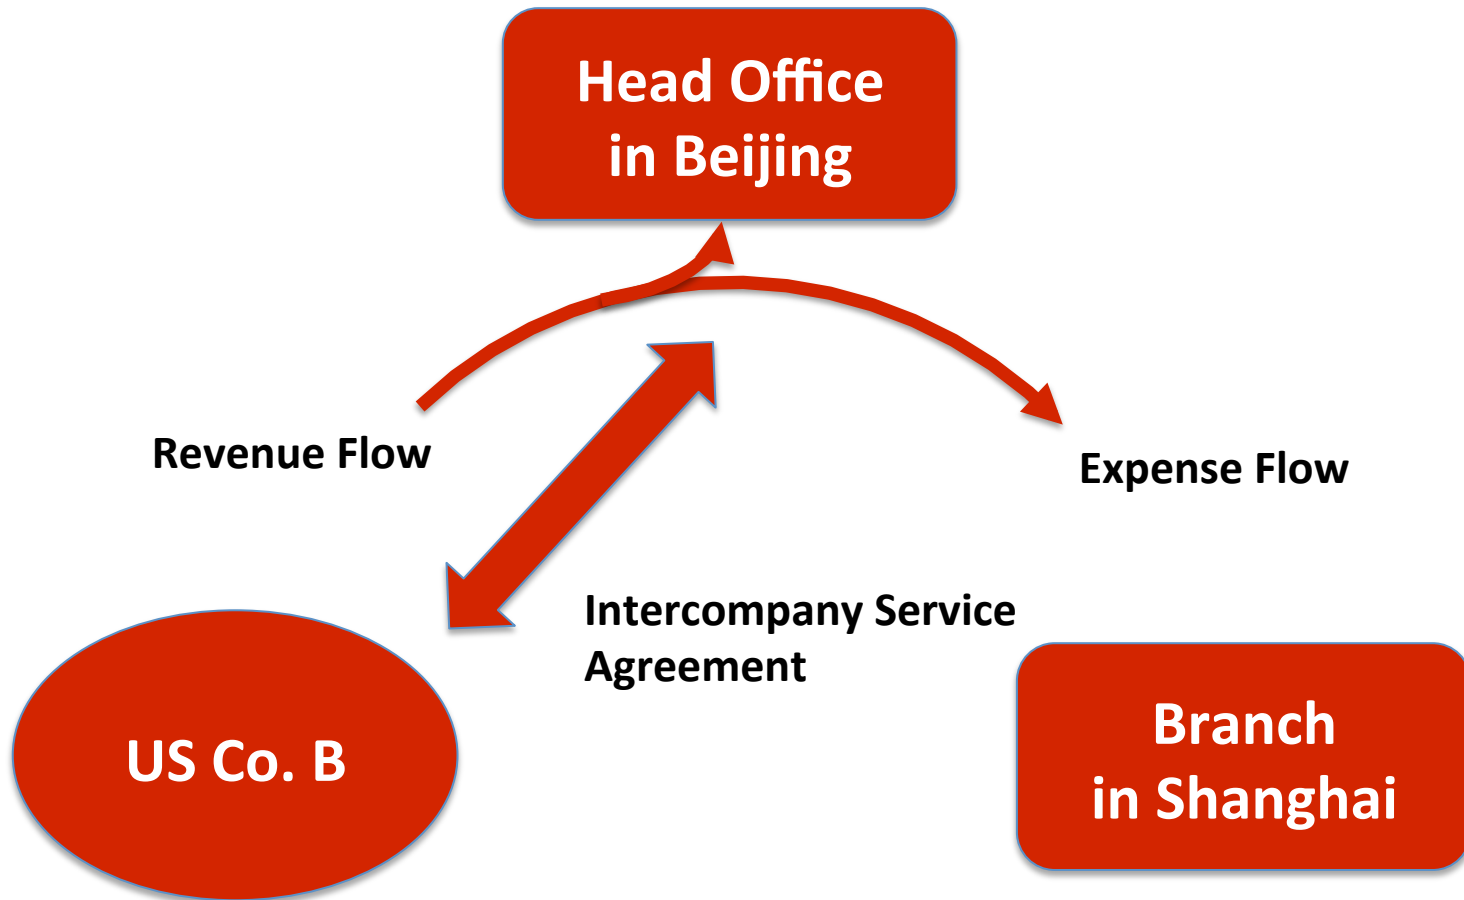 Head Office
in Beijing
Revenue Flow
Expense Flow
Intercompany Service
Agreement
US Co. B
Branch
in Shanghai